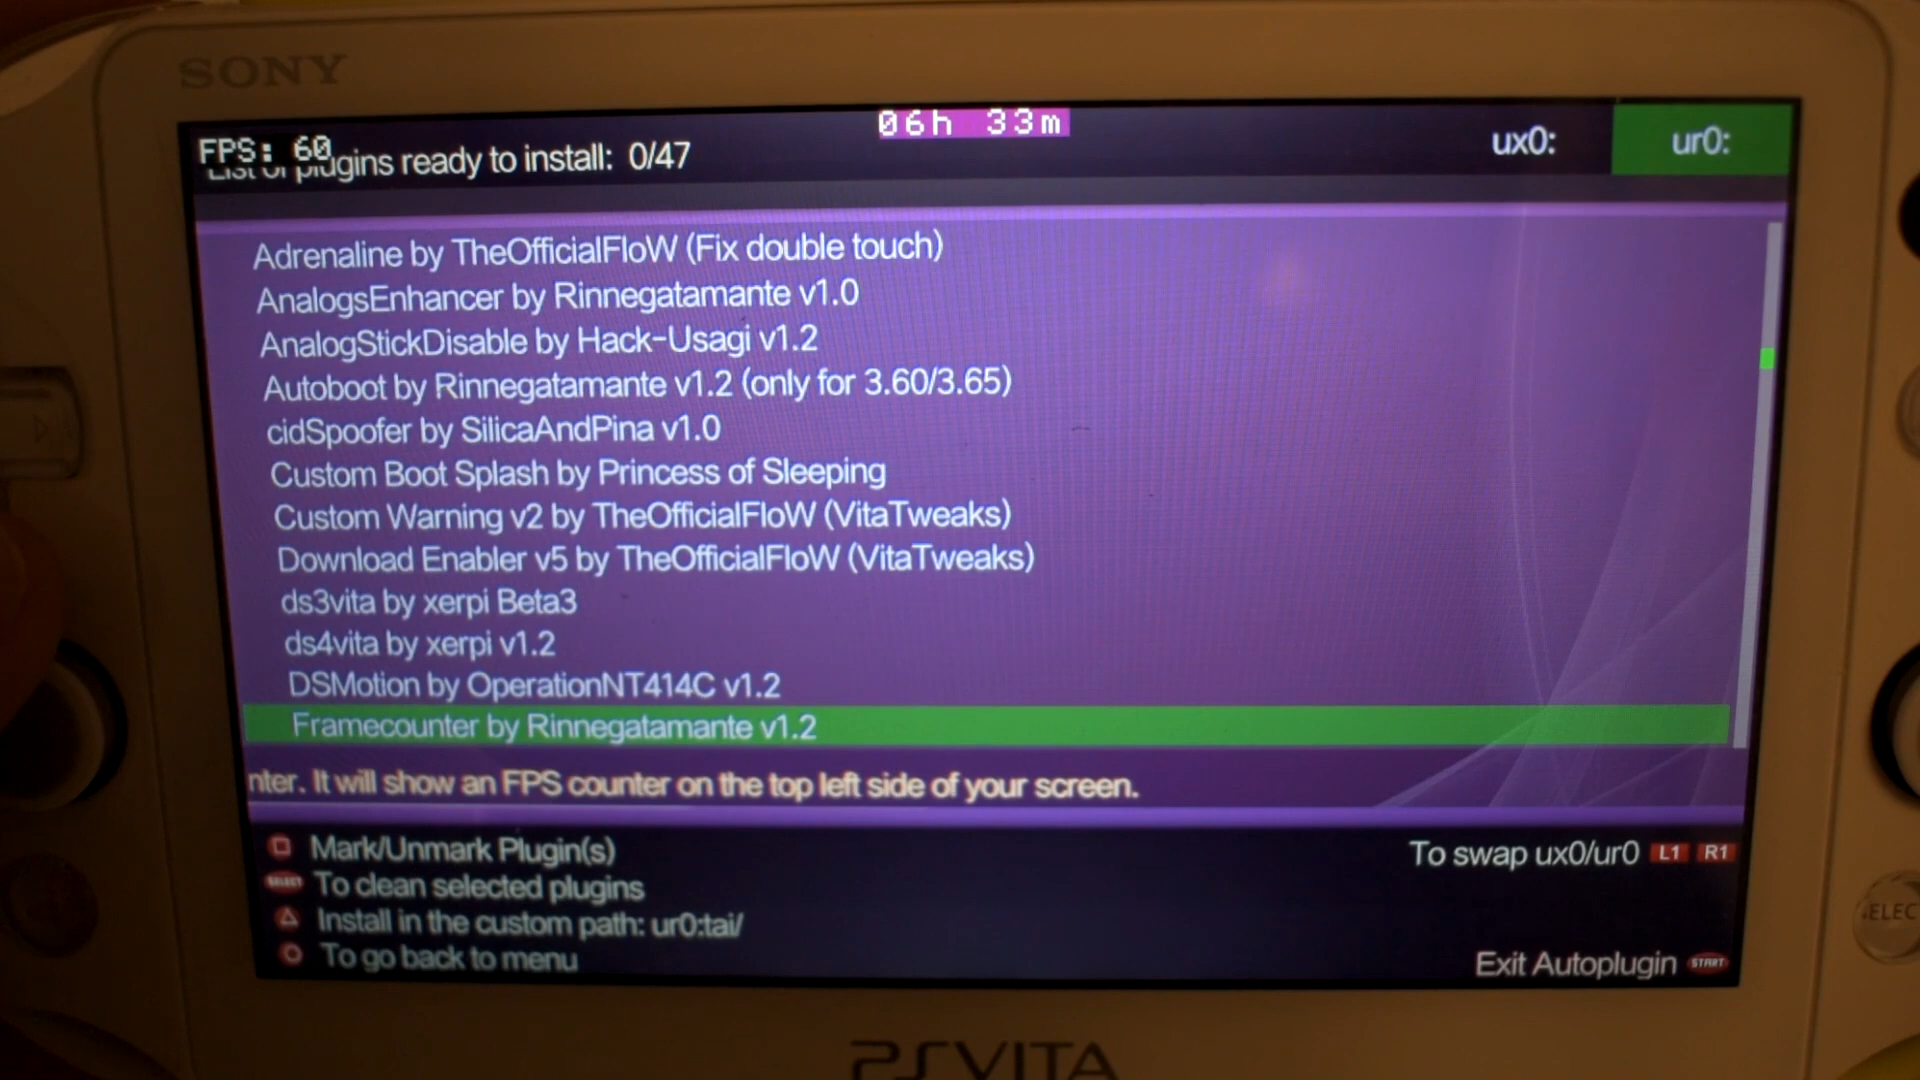 SONY
06h 33m
FPS: 60
plugins ready to install: 0/47
ux0:
ur0:
Adrenaline by TheOfficialFloW (Fix double touch)
AnalogsEnhancer by Rinnegatamante v1.0
AnalogStickDisable by Hack-Usagi v1.2
Autoboot by Rinnegatamante v1.2 (only for 3.60/3.65)
cidSpoofer by SilicaAndPina v1.0
Custom Boot Splash by Princess of Sleeping
Custom Warning v2 by TheOfficialFloW (VitaTweaks)
Download Enabler v5 by TheOfficialFloW (VitaTweaks)
ds3vita by xerpi Beta3
ds4vita by xerpi v1.2
DSMotion by OperationNT414C v1.2
Framecounter by Rinnegatamante v1.2
nter. It will show an FPS counter on the top left side of your screen.
Mark/Unmark Plugin(s)
To swap ux0/ur0 L1 R1
SELECT To clean selected plugins
Install in the custom path: ur0:tai/
To go back to menu
Exit Autoplugin START
ELEC
PSVITA